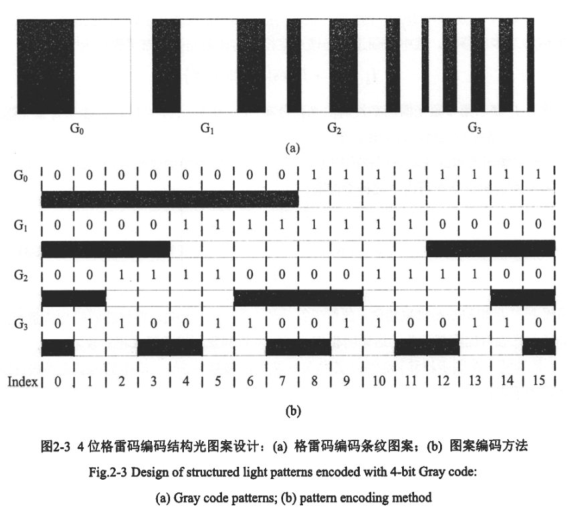 G₀ G₁ G₂ G₃
(a)
G₀ 0 0 0 0 0 0 0 0 1 1 1 1 1 1 1 1
G₁ 0 0 0 0 1 1 1 1 1 1 1 1 0 0 0 0
G₂ 0 0 1 1 1 1 0 0 0 0 1 1 1 1 0 0
G₃ 0 1 1 0 0 1 1 0 0 1 1 0 0 1 1 0
Index 0 1 2 3 4 5 6 7 8 9 10 11 12 13 14 15
(b)
图2-3 4位格雷码编码结构光图案设计：(a) 格雷码编码条纹图案；(b) 图案编码方法
Fig.2-3 Design of structured light patterns encoded with 4-bit Gray code:
(a) Gray code patterns; (b) pattern encoding method